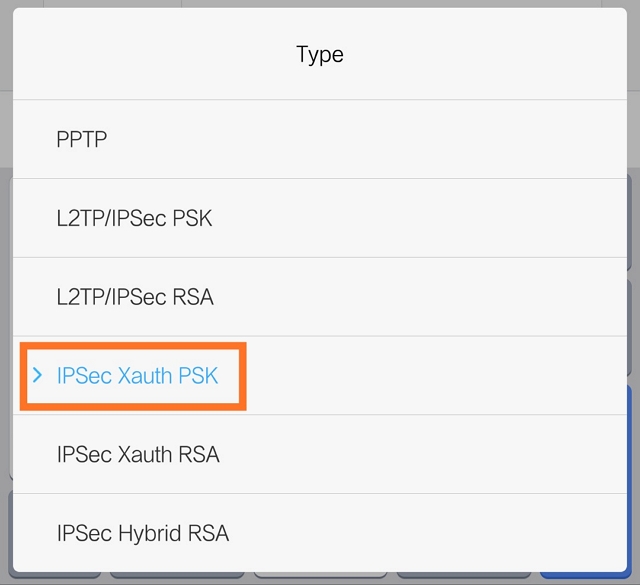 Type
PPTP
L2TP/IPSec PSK
L2TP/IPSec RSA
IPSec Xauth PSK
IPSec Xauth RSA
IPSec Hybrid RSA